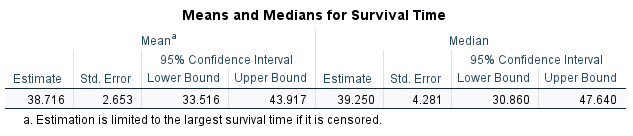 Means and Medians for Survival Time
Meanᵃ Median
95% Confidence Interval 95% Confidence Interval
Estimate Std. Error Lower Bound Upper Bound Estimate Std. Error Lower Bound Upper Bound
38.716 2.653 33.516 43.917 39.250 4.281 30.860 47.640
a. Estimation is limited to the largest survival time if it is censored.